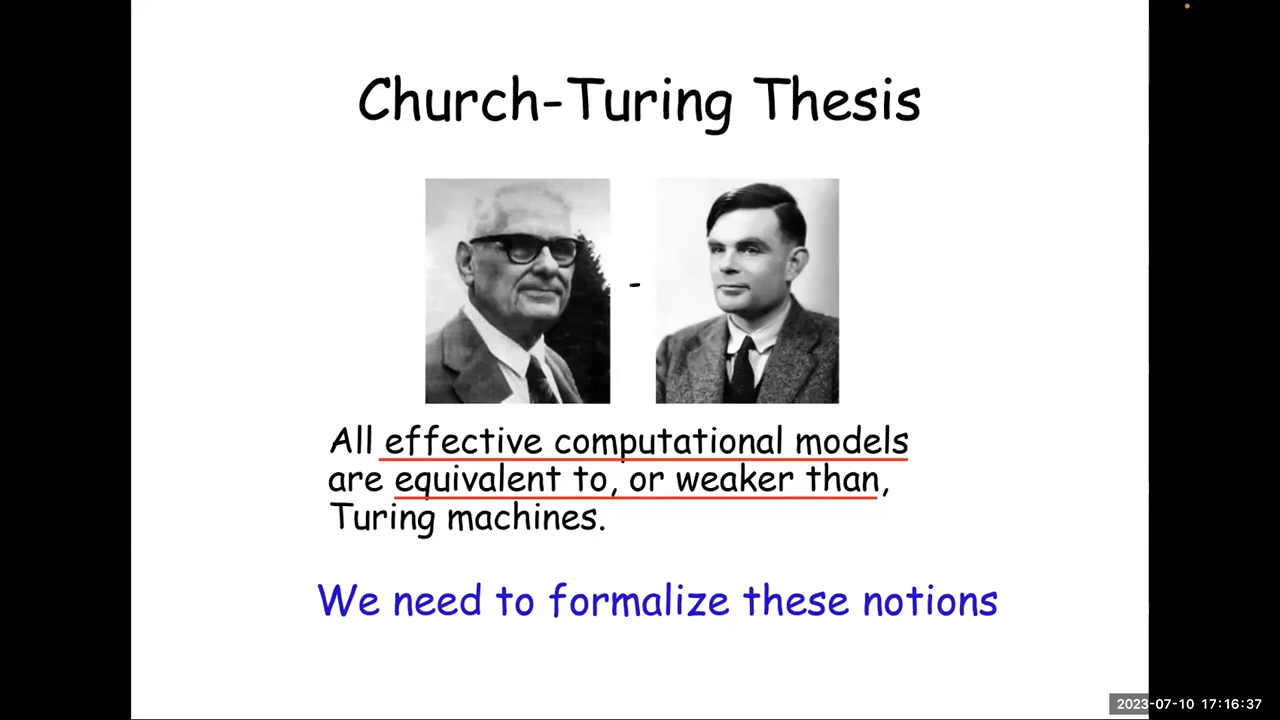 Church-Turing Thesis
-
All effective computational models
are equivalent to, or weaker than,
Turing machines.
We need to formalize these notions
2023-07-10 17:16:37